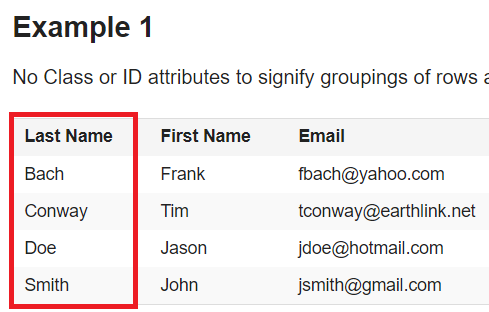 Example 1
No Class or ID attributes to signify groupings of rows
Last Name First Name Email
Bach Frank fbach@yahoo.com
Conway Tim tconway@earthlink.net
Doe Jason jdoe@hotmail.com
Smith John jsmith@gmail.com